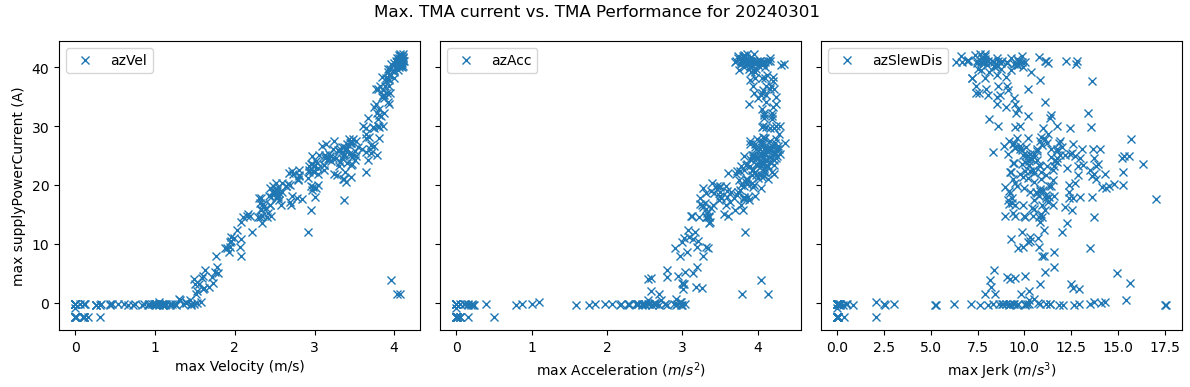 Max. TMA current vs. TMA Performance for 20240301
max supplyPowerCurrent (A)
40
30
20
10
0
azVel
0 1 2 3 4
max Velocity (m/s)
azAcc
0 1 2 3 4
max Acceleration (m/s²)
azSlewDis
0.0 2.5 5.0 7.5 10.0 12.5 15.0 17.5
max Jerk (m/s³)